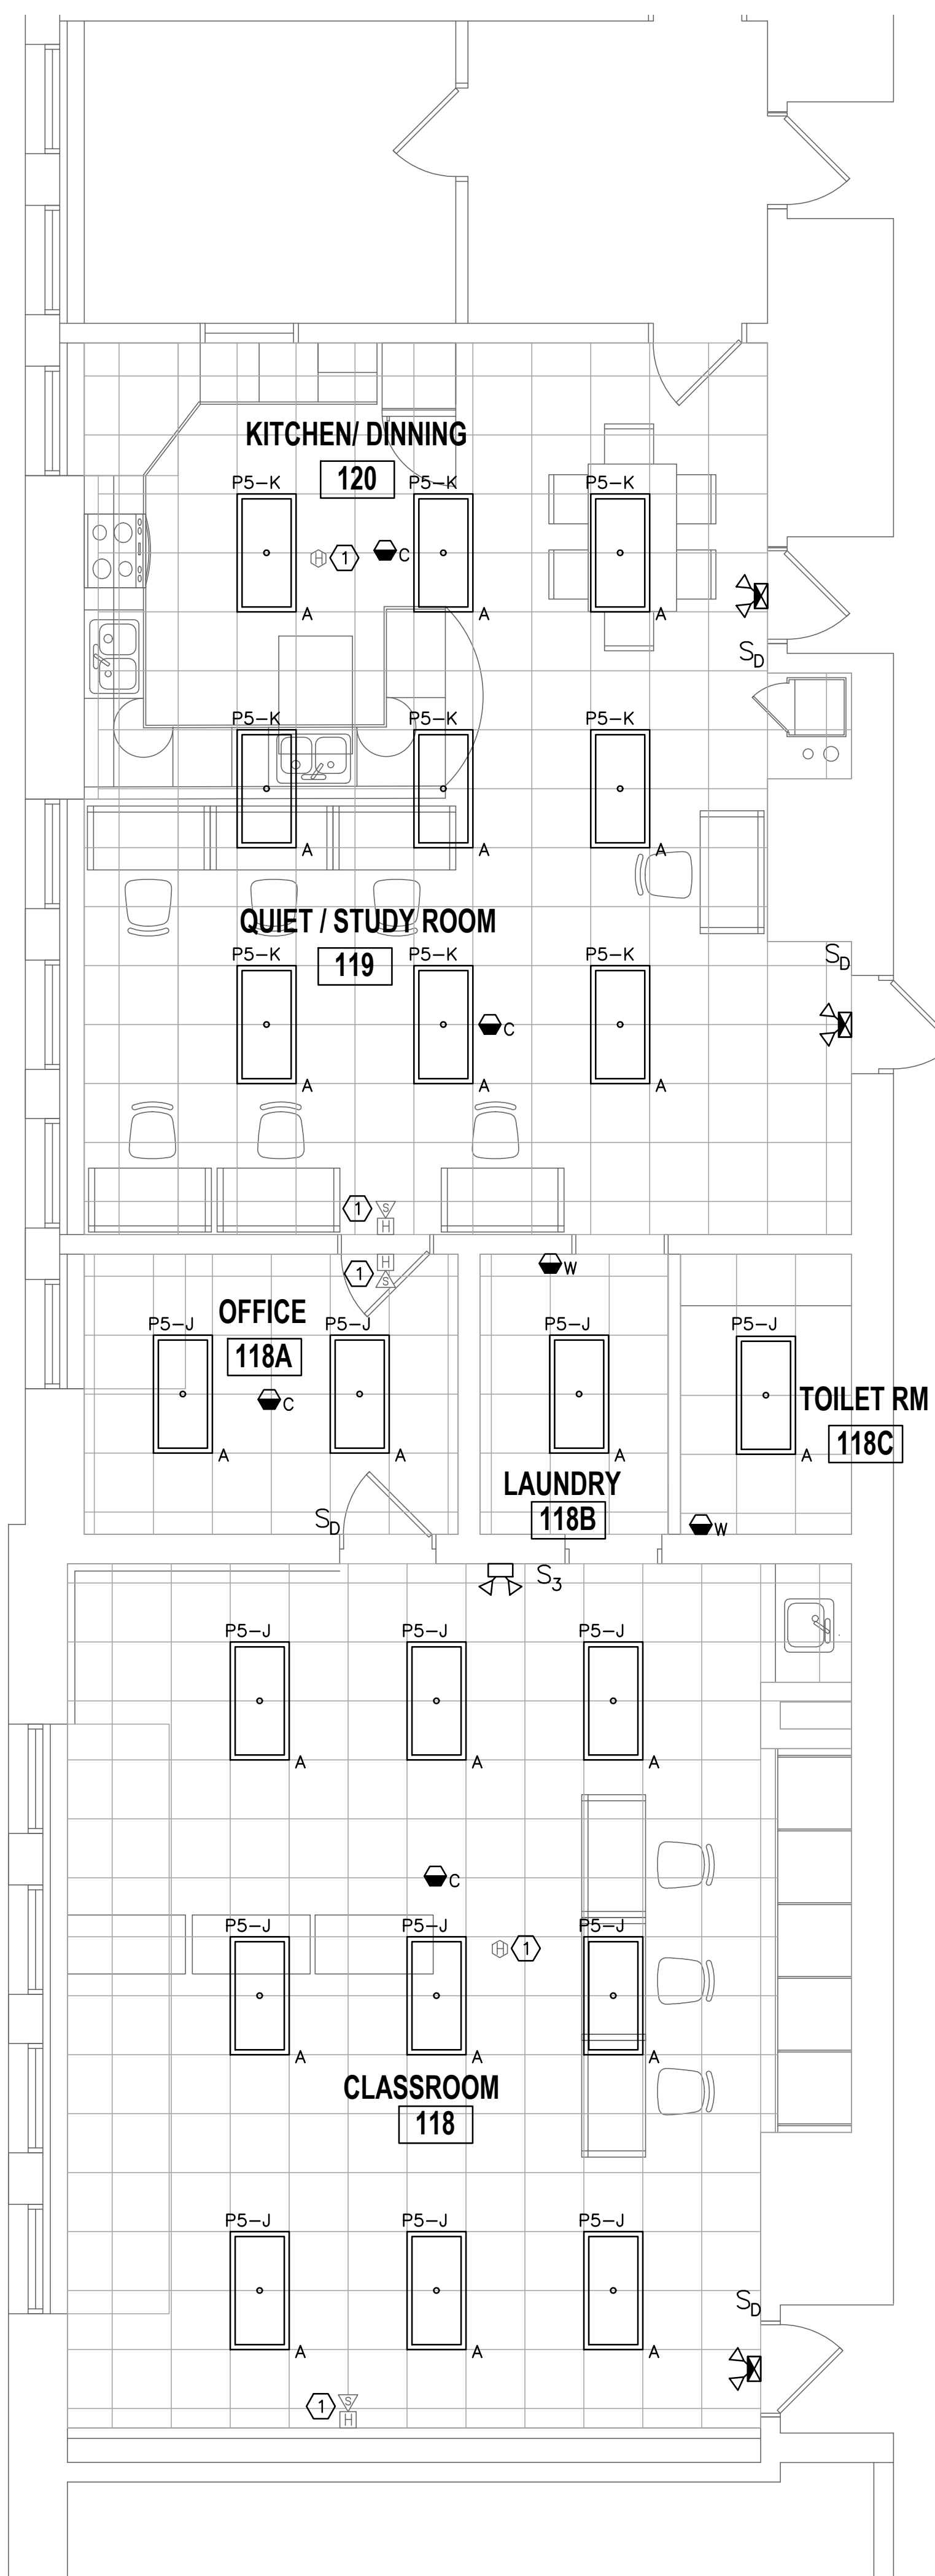 KITCHEN/ DINNING
120
P5-K P5-K P5-K
H 1 C
A A A
SD
P5-K P5-K P5-K
A A A
QUIET / STUDY ROOM
119
SD
P5-K P5-K P5-K
C
A A A
1 S
H
H
1 S
W
OFFICE
118A
P5-J P5-J P5-J P5-J
C
TOILET RM
118C
A A A A
LAUNDRY
118B
SD
W
S3
P5-J P5-J P5-J
A A A
C
P5-J P5-J P5-J
H 1
A A A
CLASSROOM
118
P5-J P5-J P5-J
SD
A A A
1 S
H